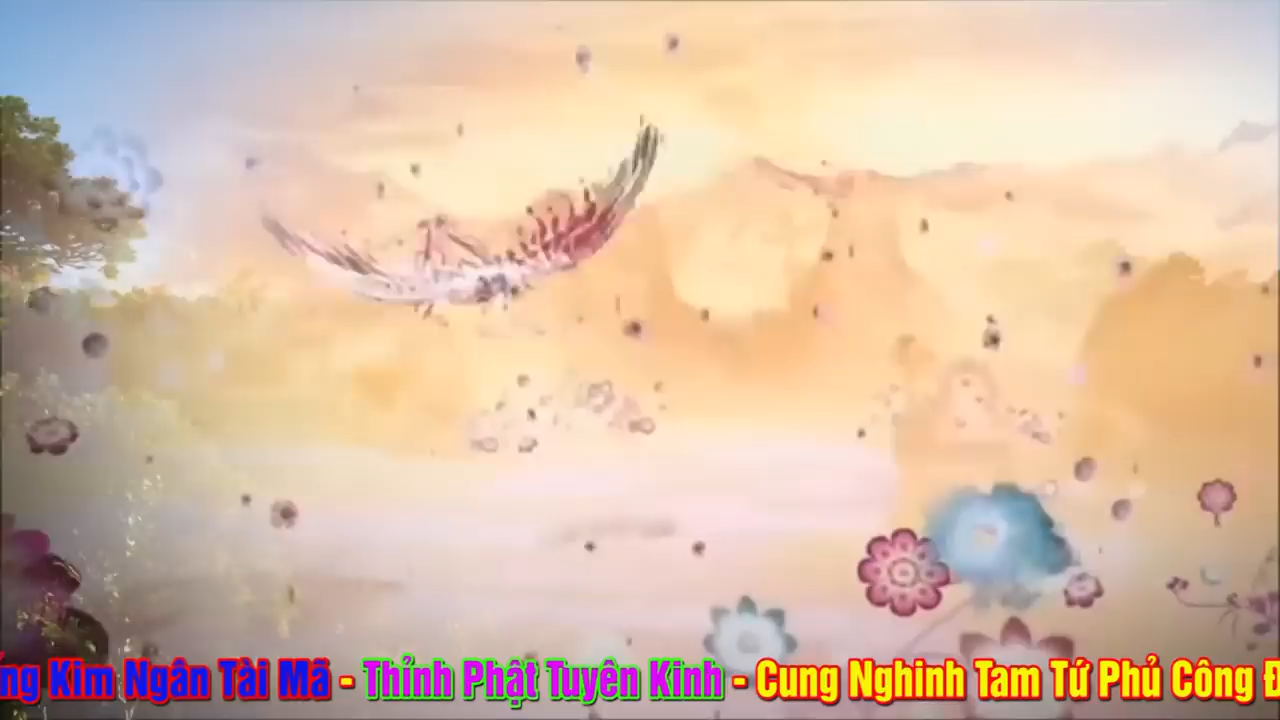 Kim Ngân Tài Mã - Thỉnh Phật Tuyên Kinh - Cung Nghinh Tam Tứ Phủ Công